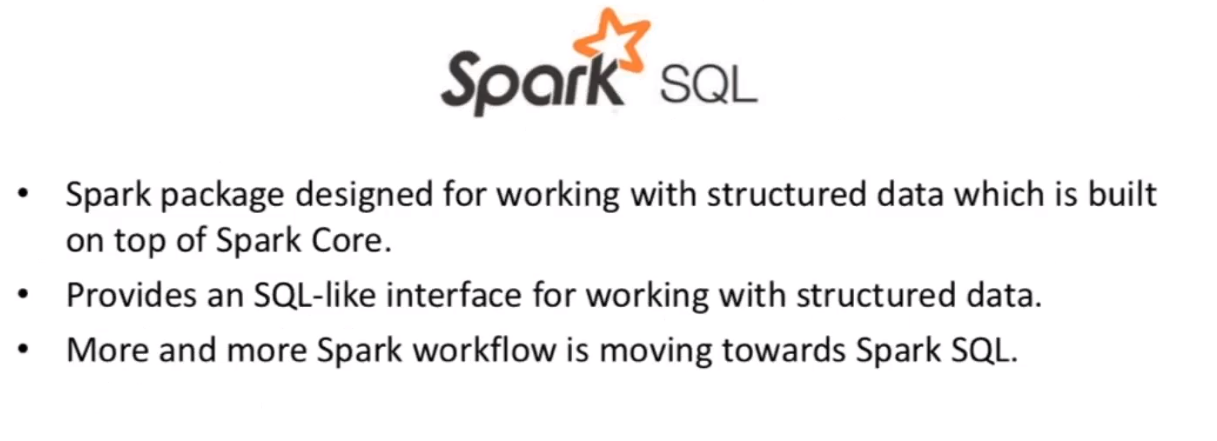 Spark SQL
• Spark package designed for working with structured data which is built
on top of Spark Core.
• Provides an SQL-like interface for working with structured data.
• More and more Spark workflow is moving towards Spark SQL.